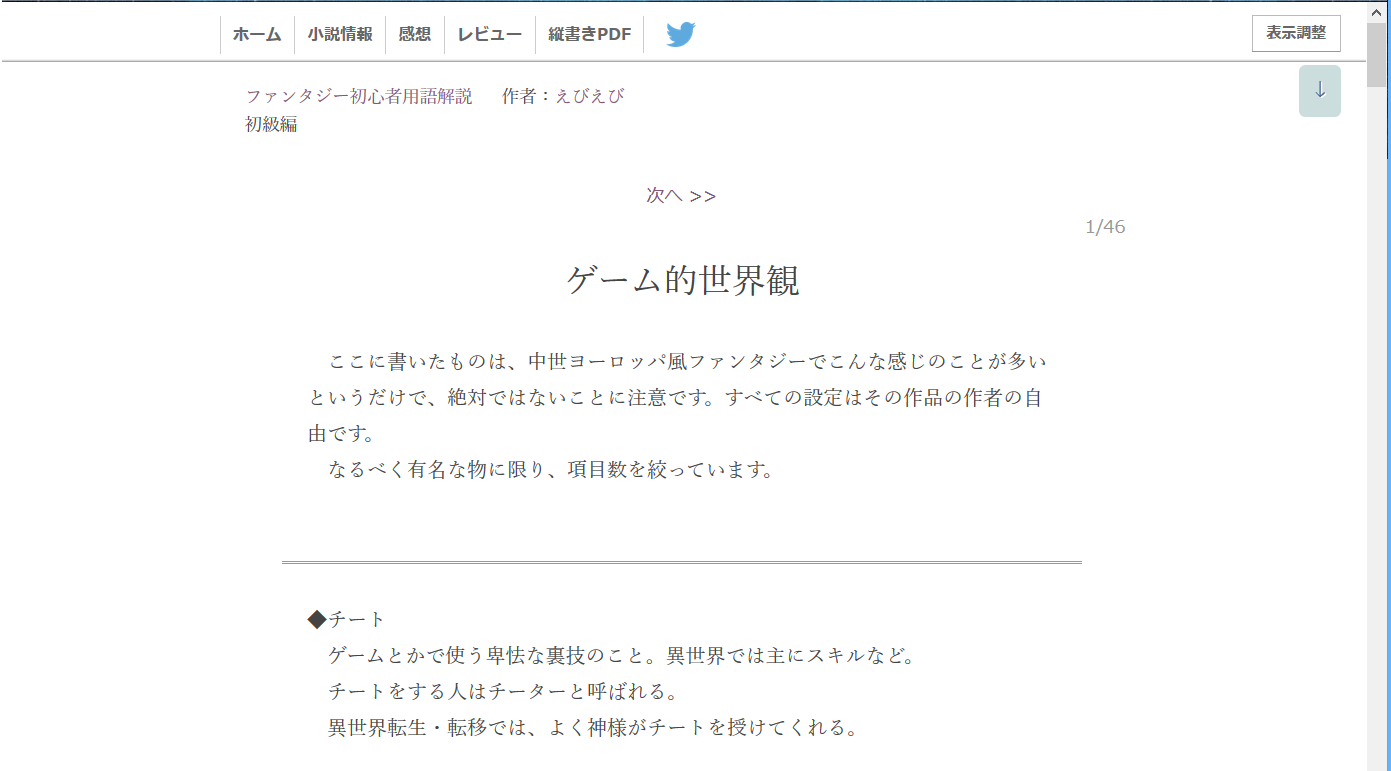 ホーム 小説情報 感想 レビュー 縦書きPDF 表示調整
↓
ファンタジー初心者用語解説 作者：えびえび
初級編
次へ >>
1/46
ゲーム的世界観
ここに書いたものは、中世ヨーロッパ風ファンタジーでこんな感じのことが多い
というだけで、絶対ではないことに注意です。すべての設定はその作品の作者の自
由です。
なるべく有名な物に限り、項目数を絞っています。
◆チート
ゲームとかで使う卑怯な裏技のこと。異世界では主にスキルなど。
チートをする人はチーターと呼ばれる。
異世界転生・転移では、よく神様がチートを授けてくれる。